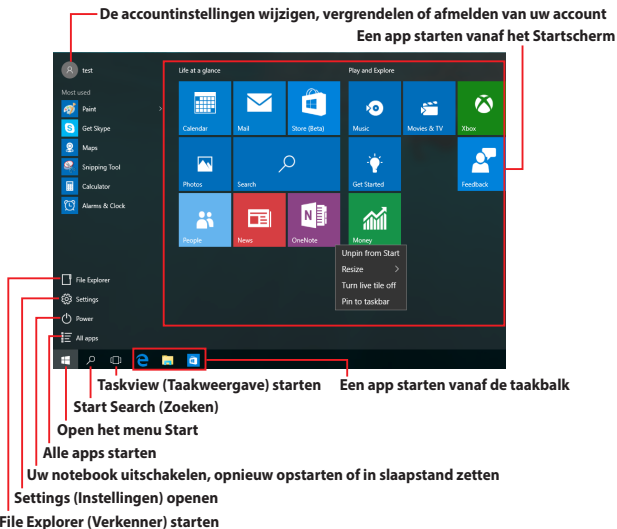 De accountinstellingen wijzigen, vergrendelen of afmelden van uw account
Een app starten vanaf het Startscherm
test
Life at a glance
Play and Explore
Most used
Paint
Get Skype
Maps
Snipping Tool
Calculator
Alarms & Clock
Calendar
Mail
Store (Beta)
Music
Movies & TV
Xbox
Photos
Search
Get Started
Feedback
People
News
OneNote
Money
Unpin from Start
Resize
Turn live tile off
Pin to taskbar
File Explorer
Settings
Power
All apps
Taskview (Taakweergave) starten
Een app starten vanaf de taakbalk
Start Search (Zoeken)
Open het menu Start
Alle apps starten
Uw notebook uitschakelen, opnieuw opstarten of in slaapstand zetten
Settings (Instellingen) openen
File Explorer (Verkenner) starten